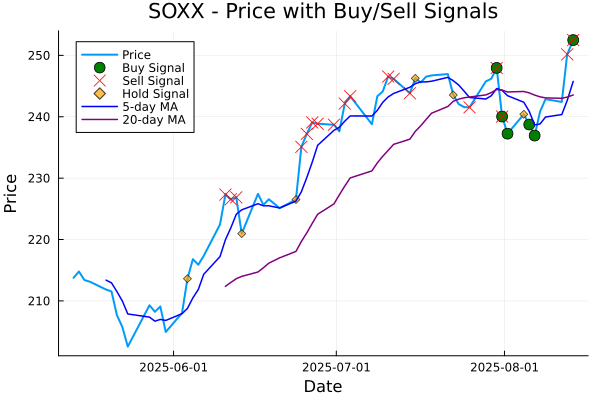 SOXX - Price with Buy/Sell Signals
Price
Buy Signal
Sell Signal
Hold Signal
5-day MA
20-day MA
250
240
230
220
210
Price
2025-06-01
2025-07-01
2025-08-01
Date